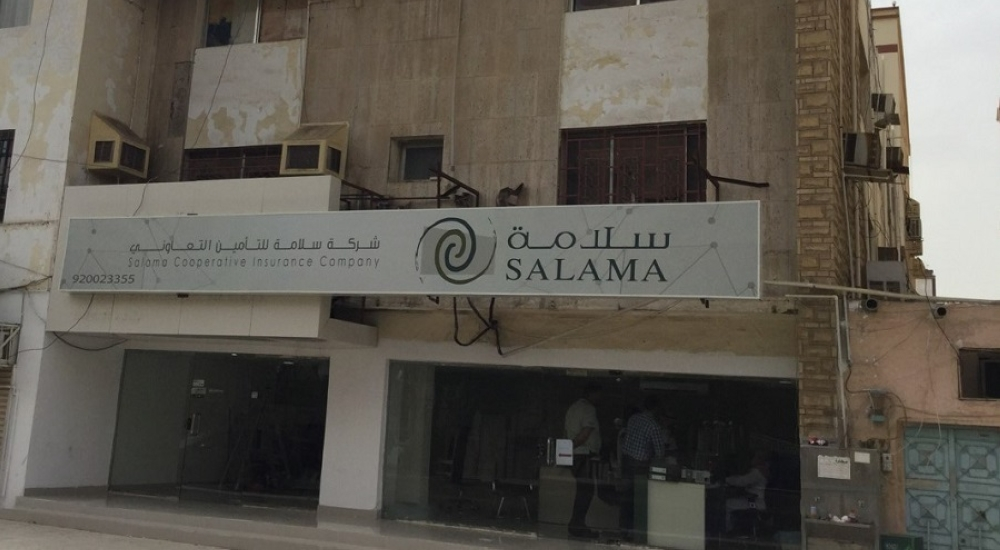 شركة سلامة للتأمين التعاوني
Salama Cooperative Insurance Company
920023355
سلامة
SALAMA